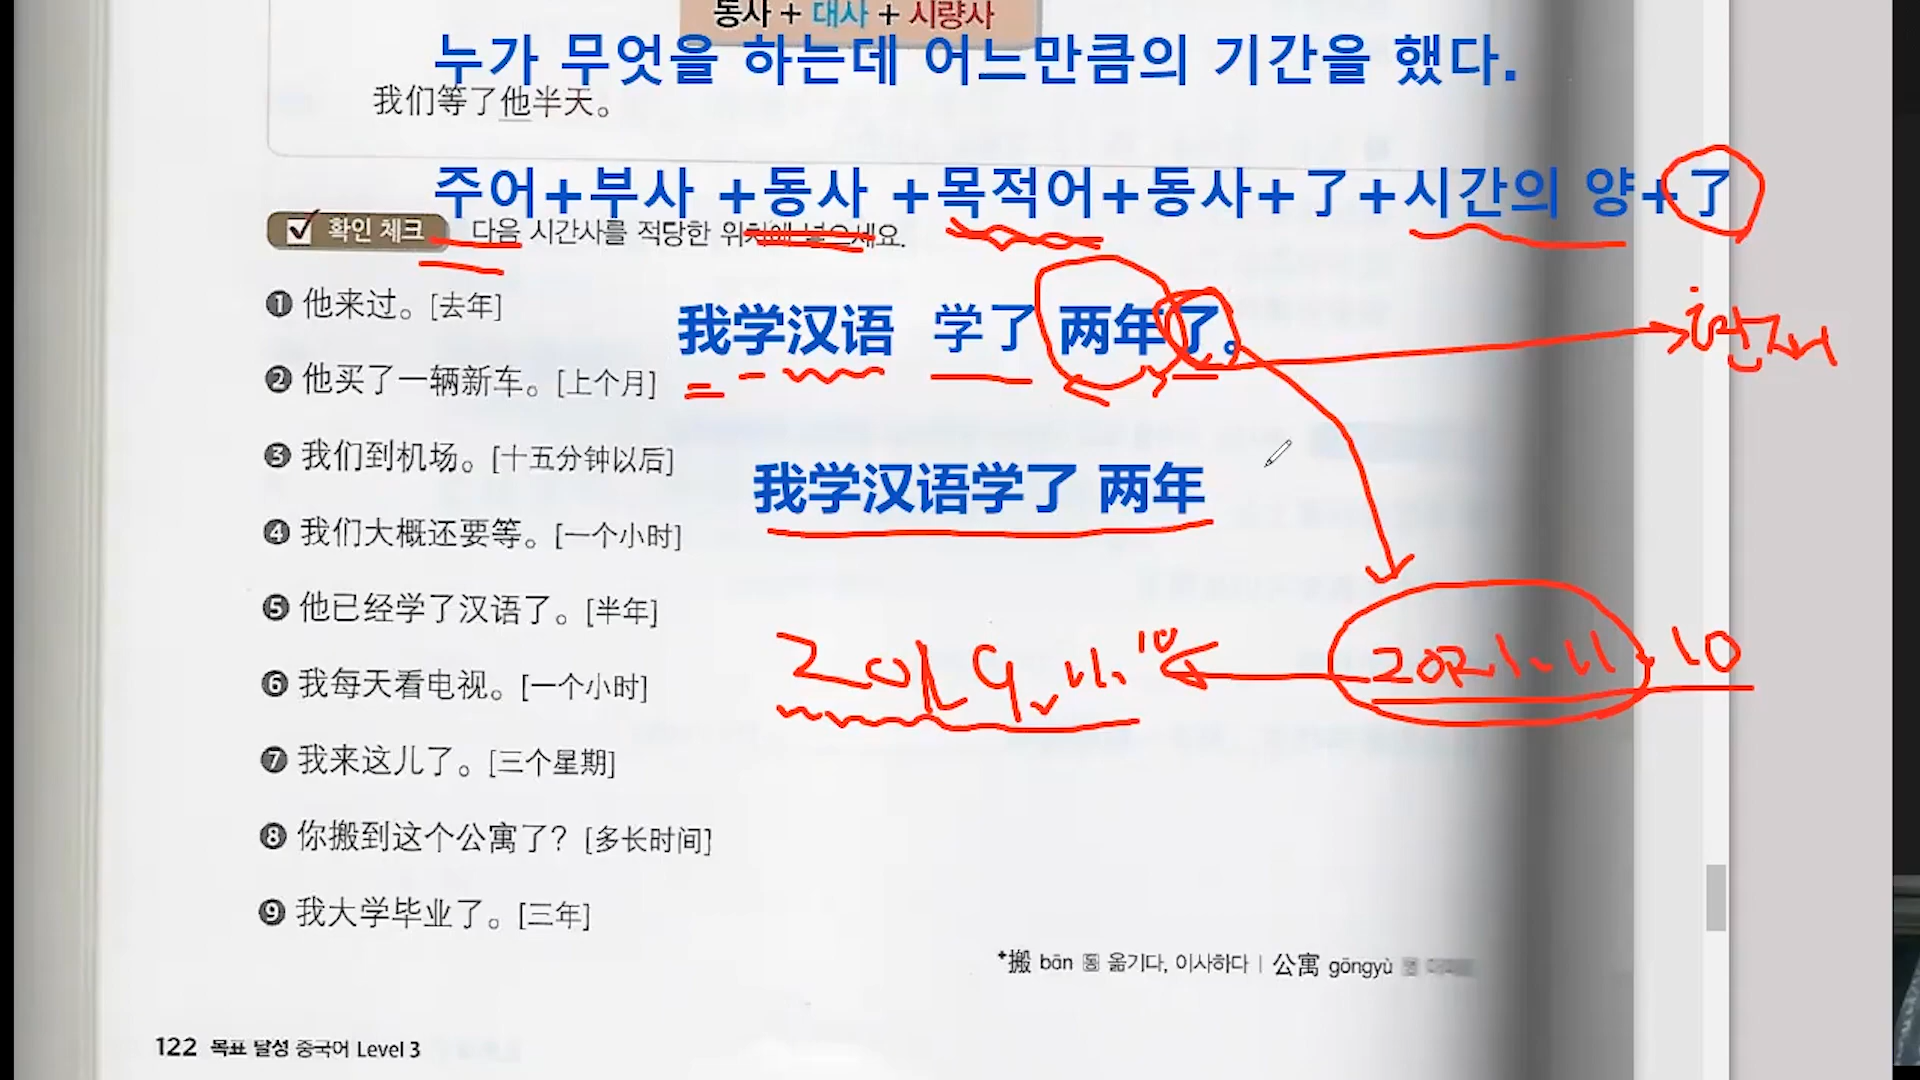 동사 + 대사 + 시량사
누가 무엇을 하는데 어느만큼의 기간을 했다.
我们等了他半天。
주어+부사 +동사 +목적어+동사+了+시간의 양+了
확인 체크 다음 시간사를 적당한 위치에 넣으세요.
❶ 他来过。[去年]
我学汉语 学了 两年了。
현재
❷ 他买了一辆新车。[上个月]
❸ 我们到机场。[十五分钟以后]
我学汉语学了 两年
❹ 我们大概还要等。[一个小时]
❺ 他已经学了汉语了。[半年]
2019.11.10 2021.11.10
❻ 我每天看电视。[一个小时]
❼ 我来这儿了。[三个星期]
❽ 你搬到这个公寓了？[多长时间]
❾ 我大学毕业了。[三年]
+搬 bān 동 옮기다, 이사하다 | 公寓 gōngyù
122 목표 달성 중국어 Level 3